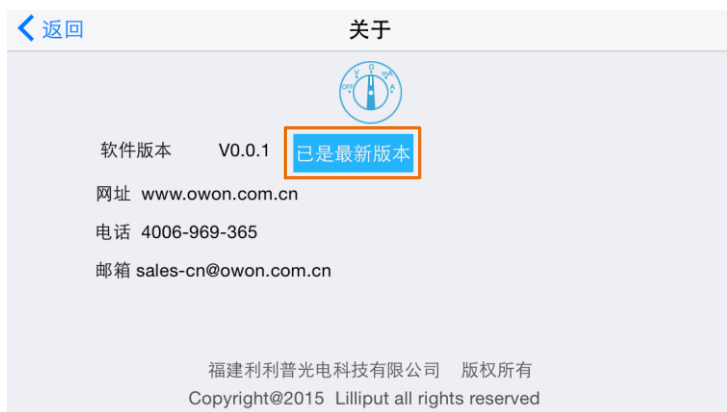 返回 关于
OFF V Ω mA A
软件版本 V0.0.1 已是最新版本
网址 www.owon.com.cn
电话 4006-969-365
邮箱 sales-cn@owon.com.cn
福建利利普光电科技有限公司 版权所有
Copyright@2015 Lilliput all rights reserved